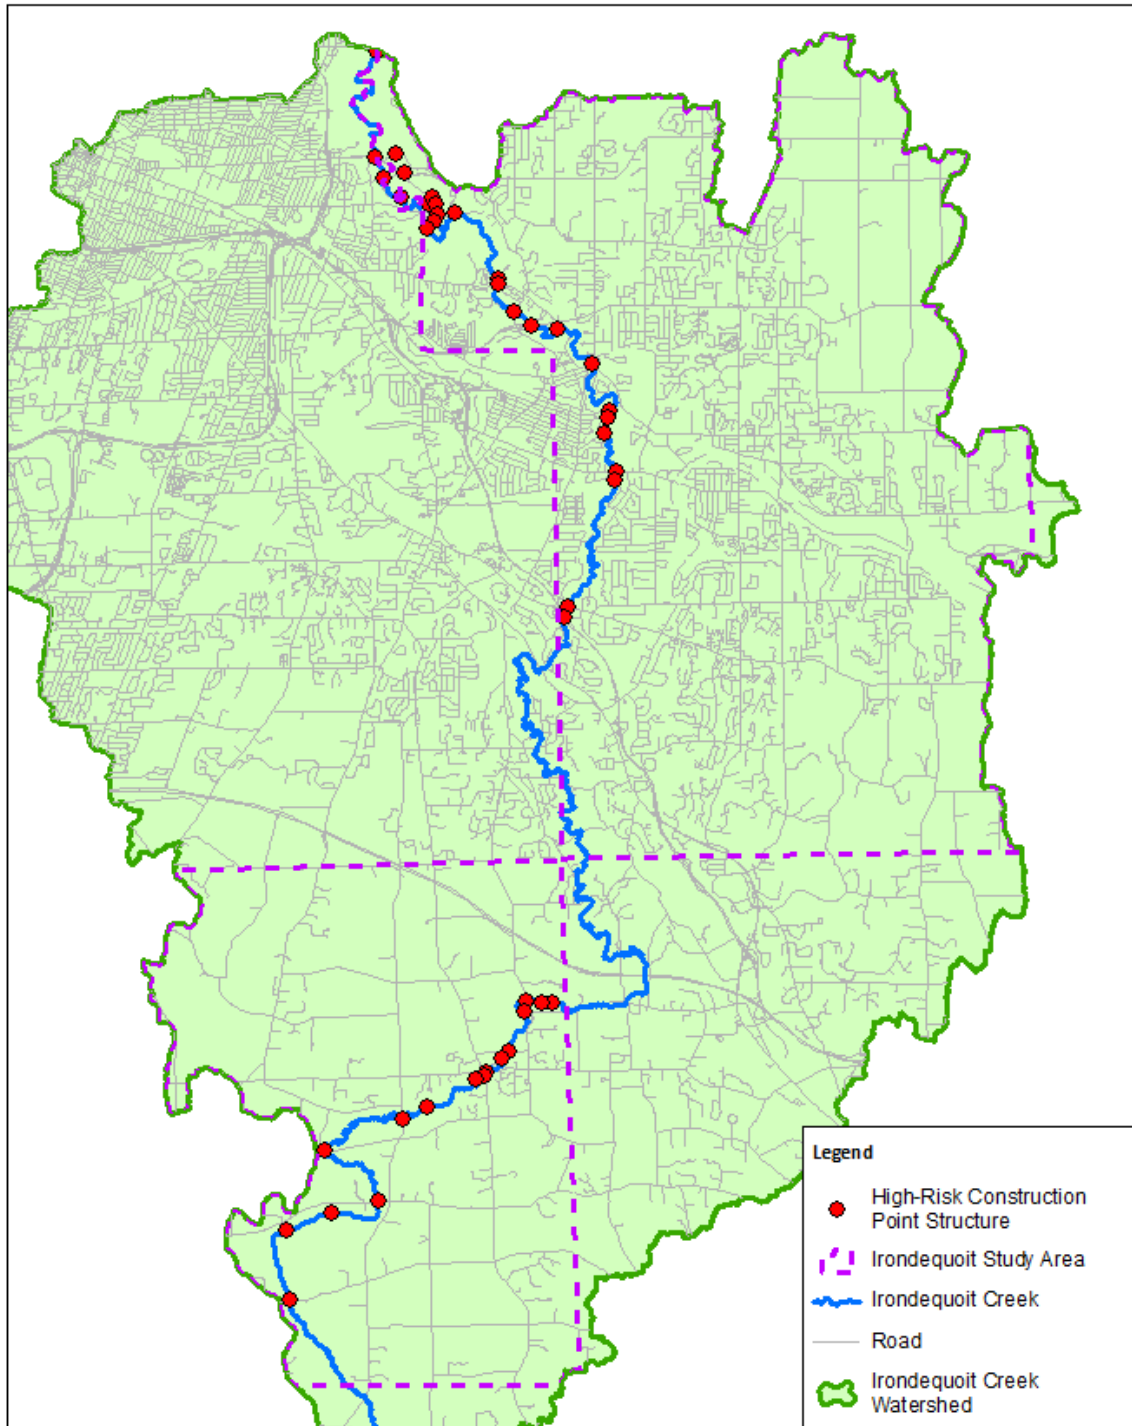 Legend
High-Risk Construction
Point Structure
Irondequoit Study Area
Irondequoit Creek
Road
Irondequoit Creek
Watershed